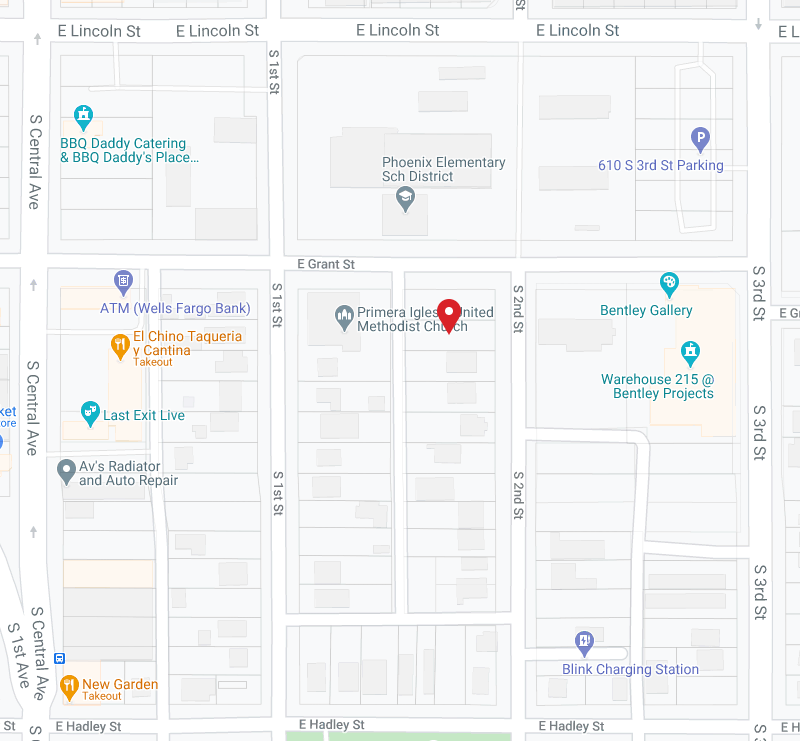 St
E Lincoln St
E Lincoln St
E Lincoln St
E Lincoln St
E L
S 1st St
S Central Ave
BBQ Daddy Catering
& BBQ Daddy's Place...
Phoenix Elementary
Sch District
P
610 S 3rd St Parking
E Grant St
S 1st St
S 2nd St
S 3rd St
ATM (Wells Fargo Bank)
Primera Igles United
Methodist Church
Bentley Gallery
E Gr
El Chino Taqueria
y Cantina
Takeout
S Central Ave
Warehouse 215 @
Bentley Projects
ket
ore
Last Exit Live
S 3rd St
Av's Radiator
and Auto Repair
S 1st St
S 2nd St
S 3rd St
S Central Ave
S 1st Ave
Blink Charging Station
New Garden
Takeout
St
E Hadley St
E Hadley St
E Hadley St
E H
S
S